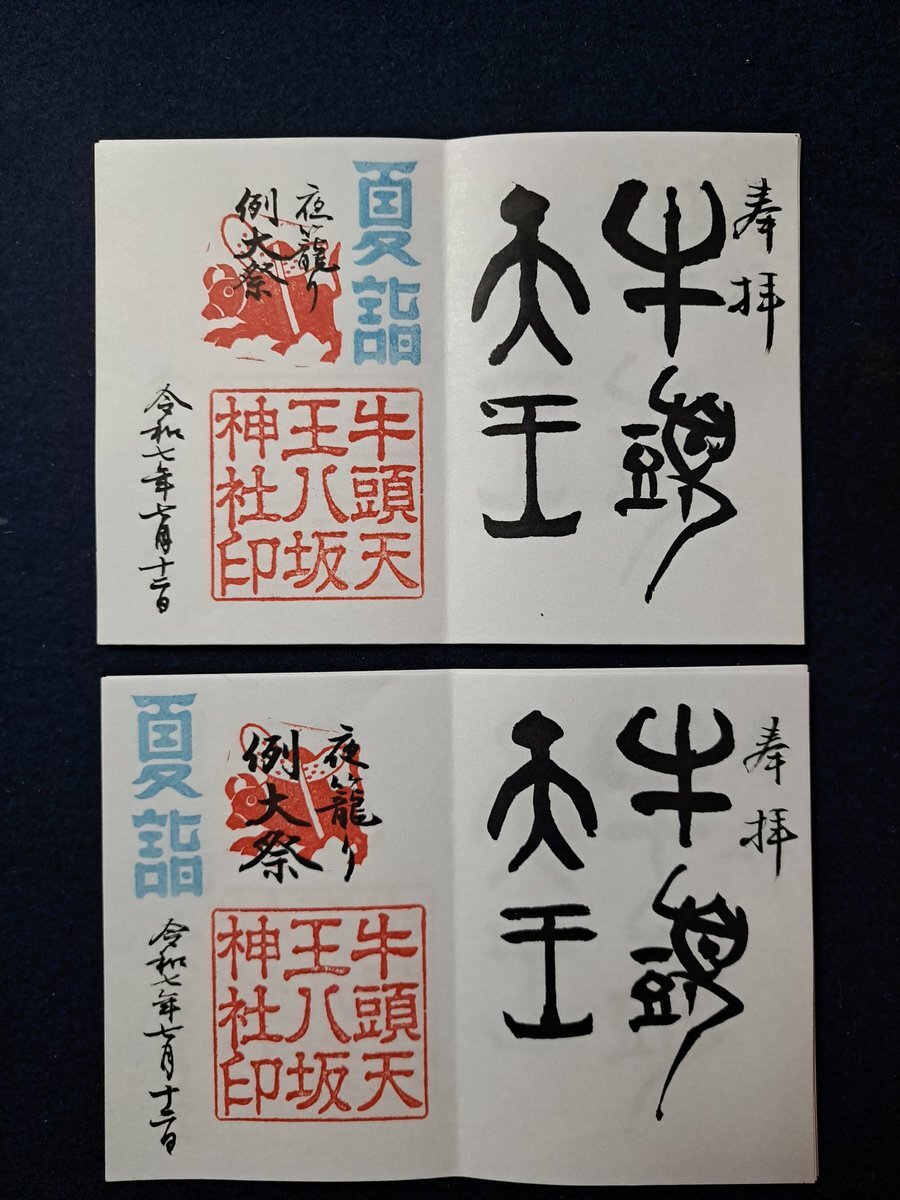 奉拝
牛頭
天王
夏詣
夜籠り
例大祭
牛頭天
王八坂
神社印
令和七年七月十二日
奉拝
牛頭
天王
夜籠り
例大祭
夏詣
牛頭天
王八坂
神社印
令和七年七月十二日